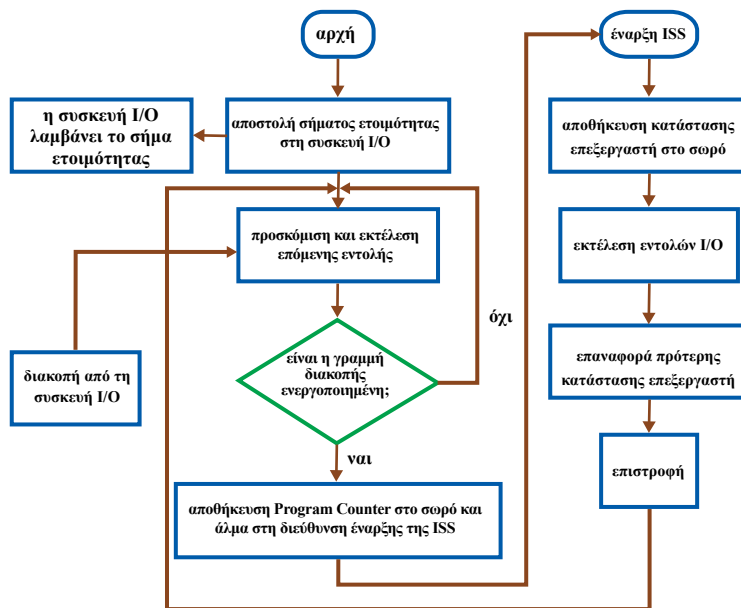 αρχή
αποστολή σήματος ετοιμότητας
στη συσκευή I/O
η συσκευή I/O
λαμβάνει το σήμα
ετοιμότητας
προσκόμιση και εκτέλεση
επόμενης εντολής
διακοπή από τη
συσκευή I/O
είναι η γραμμή
διακοπής
ενεργοποιημένη;
όχι
ναι
αποθήκευση Program Counter στο σωρό και
άλμα στη διεύθυνση έναρξης της ISS
έναρξη ISS
αποθήκευση κατάστασης
επεξεργαστή στο σωρό
εκτέλεση εντολών I/O
επαναφορά πρότερης
κατάστασης επεξεργαστή
επιστροφή